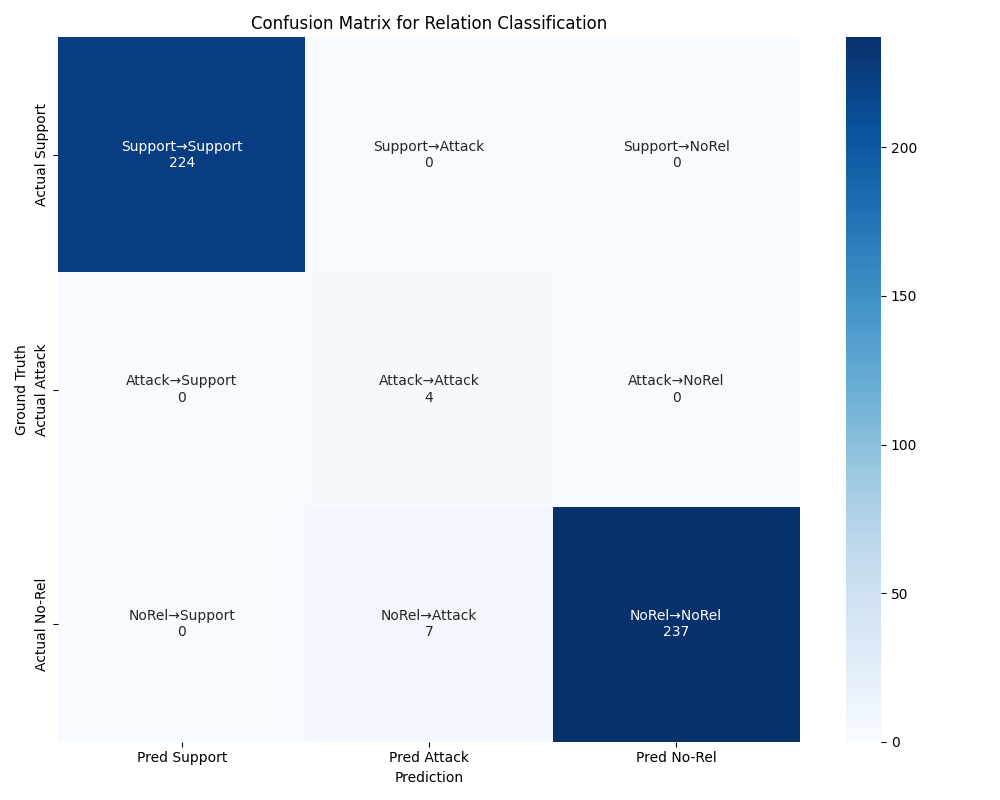 Confusion Matrix for Relation Classification
Ground Truth
Actual Support
Actual Attack
Actual No-Rel
Support→Support
224
Support→Attack
0
Support→NoRel
0
Attack→Support
0
Attack→Attack
4
Attack→NoRel
0
NoRel→Support
0
NoRel→Attack
7
NoRel→NoRel
237
Pred Support
Pred Attack
Pred No-Rel
Prediction
200
150
100
50
0